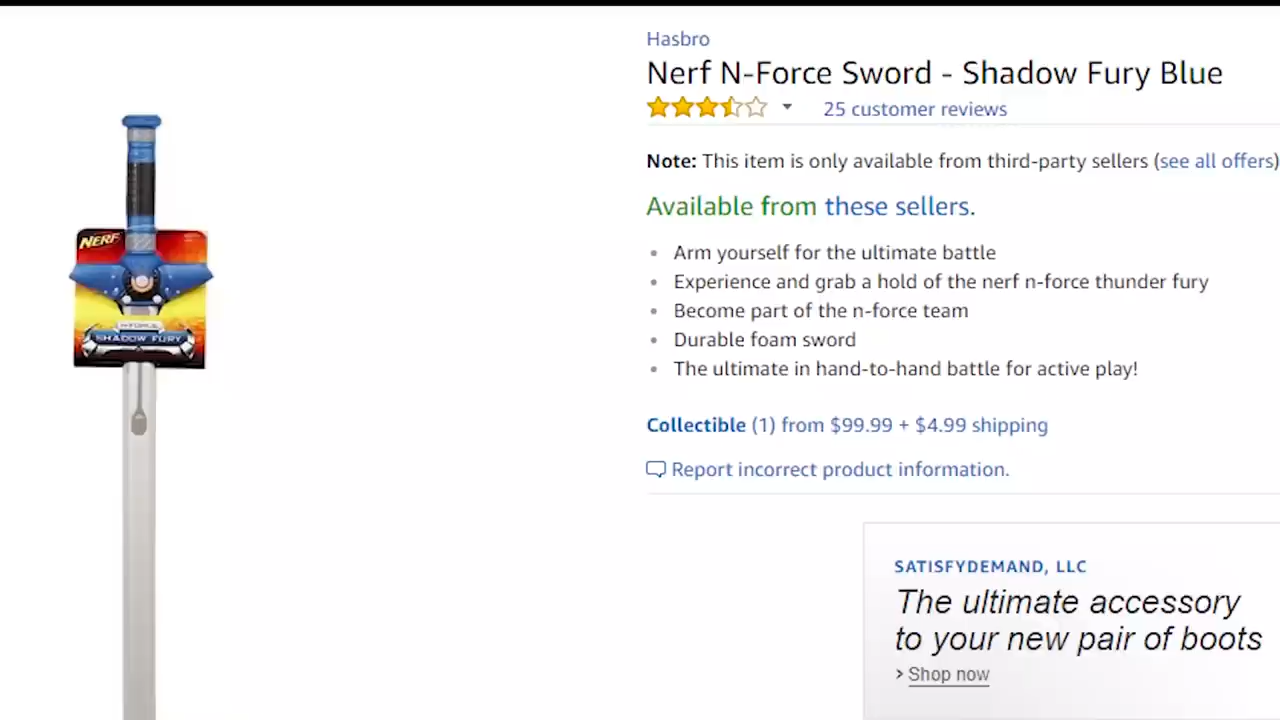 Hasbro
Nerf N-Force Sword - Shadow Fury Blue
25 customer reviews
Note: This item is only available from third-party sellers (see all offers)
Available from these sellers.
Arm yourself for the ultimate battle
Experience and grab a hold of the nerf n-force thunder fury
Become part of the n-force team
Durable foam sword
The ultimate in hand-to-hand battle for active play!
Collectible (1) from $99.99 + $4.99 shipping
Report incorrect product information.
SATISFYDEMAND, LLC
The ultimate accessory
to your new pair of boots
> Shop now
NERF
N-FORCE
SHADOW FURY